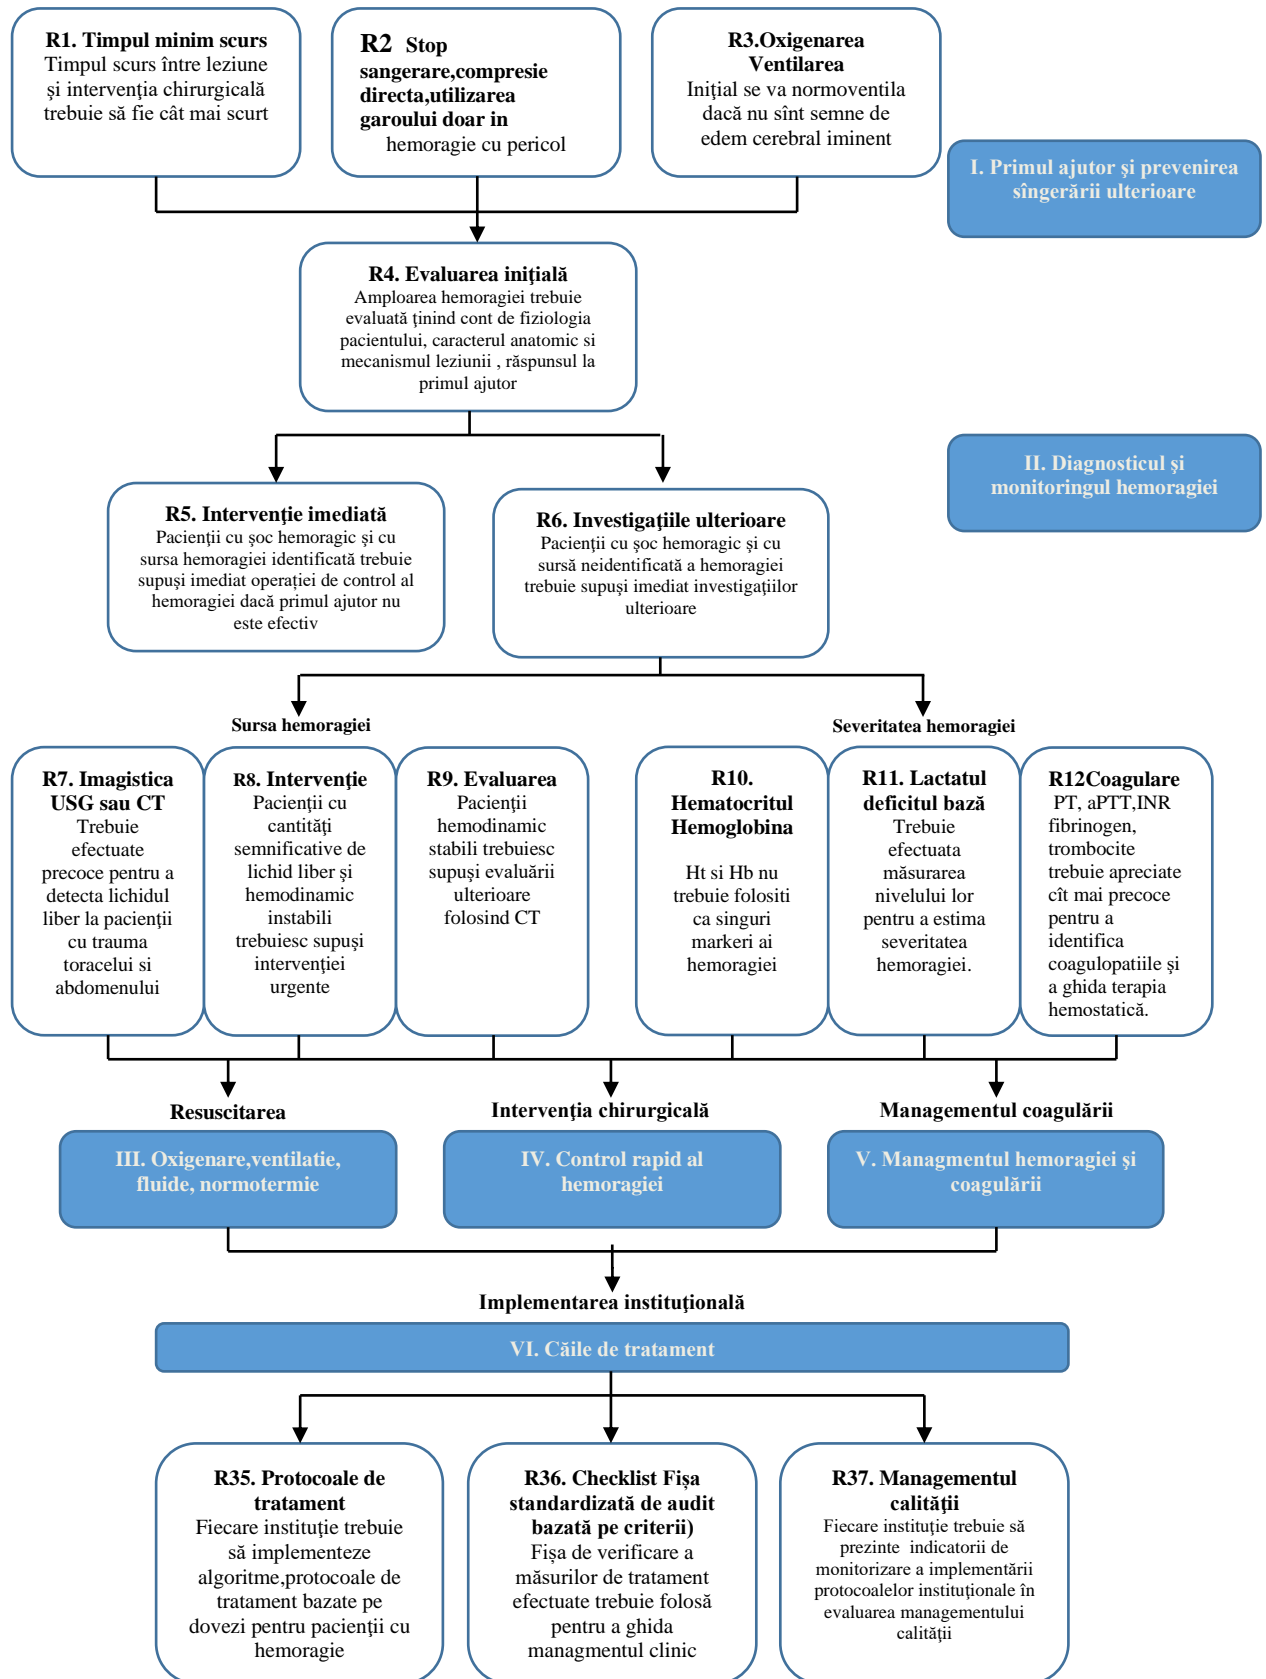 R1. Timpul minim scurs
Timpul scurs între leziune
şi intervenţia chirurgicală
trebuie să fie cât mai scurt
R2 Stop
sangerare,compresie
directa,utilizarea
garoului doar in
hemoragie cu pericol
R3.Oxigenarea
Ventilarea
Iniţial se va normoventila
dacă nu sînt semne de
edem cerebral iminent
I. Primul ajutor şi prevenirea
sîngerării ulterioare
R4. Evaluarea iniţială
Amploarea hemoragiei trebuie
evaluată ţinind cont de fiziologia
pacientului, caracterul anatomic si
mecanismul leziunii , răspunsul la
primul ajutor
II. Diagnosticul şi
monitoringul hemoragiei
R5. Intervenţie imediată
Pacienţii cu şoc hemoragic şi cu
sursa hemoragiei identificată trebuie
supuşi imediat operației de control al
hemoragiei dacă primul ajutor nu
este efectiv
R6. Investigaţiile ulterioare
Pacienţii cu șoc hemoragic şi cu
sursă neidentificată a hemoragiei
trebuie supuşi imediat investigaţiilor
ulterioare
Sursa hemoragiei
Severitatea hemoragiei
R7. Imagistica
USG sau CT
Trebuie
efectuate
precoce pentru a
detecta lichidul
liber la pacienţii
cu trauma
toracelui si
abdomenului
R8. Intervenţie
Pacienţii cu
cantităţi
semnificative de
lichid liber şi
hemodinamic
instabili
trebuiesc supuşi
intervenţiei
urgente
R9. Evaluarea
Pacienţii
hemodinamic
stabili trebuiesc
supuşi evaluării
ulterioare
folosind CT
R10.
Hematocritul
Hemoglobina
Ht si Hb nu
trebuie folositi
ca singuri
markeri ai
hemoragiei
R11. Lactatul
deficitul bază
Trebuie
efectuata
măsurarea
nivelului lor
pentru a estima
severitatea
hemoragiei.
R12Coagulare
PT, aPTT,INR
fibrinogen,
trombocite
trebuie apreciate
cît mai precoce
pentru a
identifica
coagulopatiile şi
a ghida terapia
hemostatică.
Resuscitarea
Intervenţia chirurgicală
Managementul coagulării
III. Oxigenare,ventilatie,
fluide, normotermie
IV. Control rapid al
hemoragiei
V. Managmentul hemoragiei şi
coagulării
Implementarea instituţională
VI. Căile de tratament
R35. Protocoale de
tratament
Fiecare instituţie trebuie
să implementeze
algoritme,protocoale de
tratament bazate pe
dovezi pentru pacienţii cu
hemoragie
R36. Checklist Fișa
standardizată de audit
bazată pe criterii)
Fișa de verificare a
măsurilor de tratament
efectuate trebuie folosă
pentru a ghida
managmentul clinic
R37. Managementul
calităţii
Fiecare instituţie trebuie să
prezinte indicatorii de
monitorizare a implementării
protocoalelor instituţionale în
evaluarea managementului
calităţii